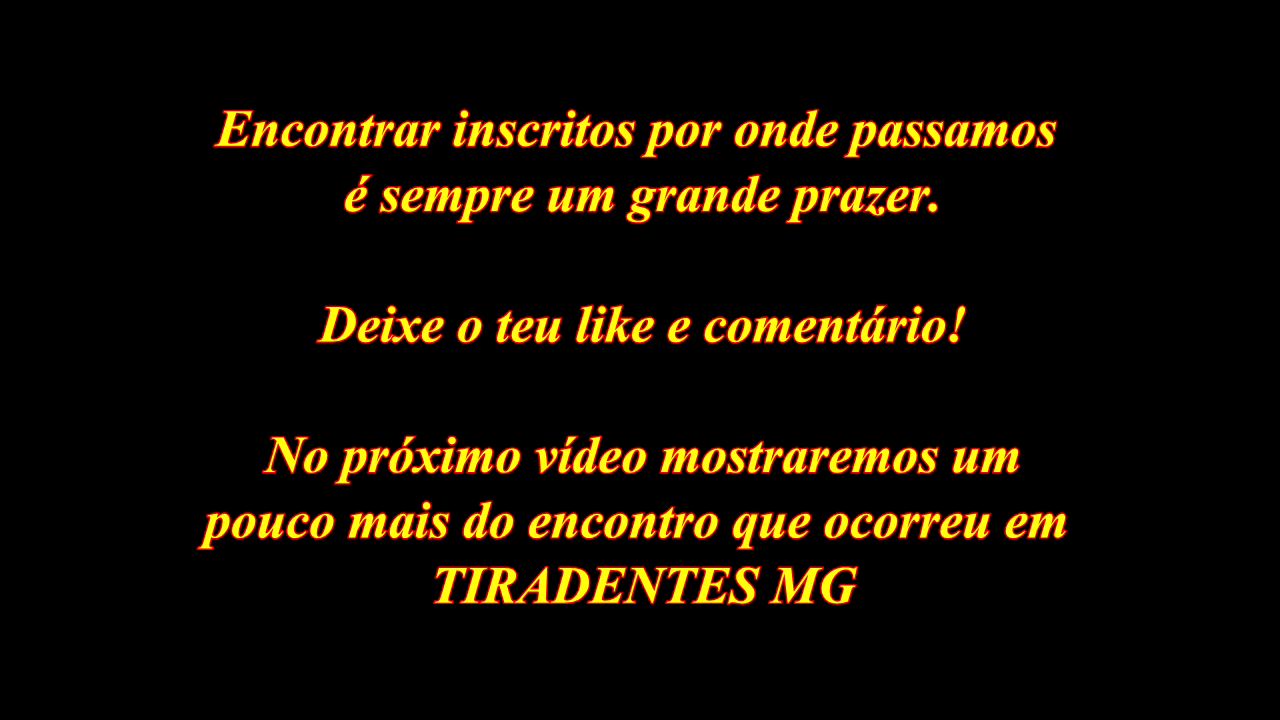 Encontrar inscritos por onde passamos
é sempre um grande prazer.
Deixe o teu like e comentário!
No próximo vídeo mostraremos um
pouco mais do encontro que ocorreu em
TIRADENTES MG